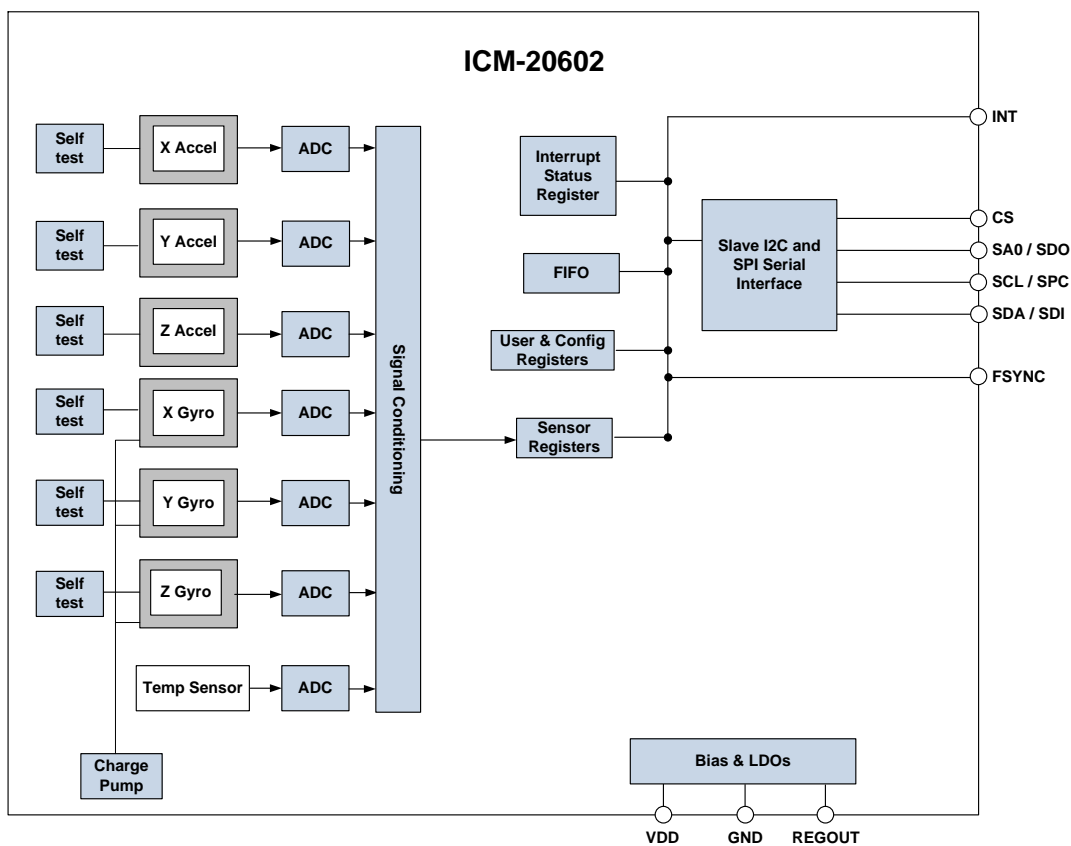 ICM-20602
Self
test
X Accel
ADC
Self
test
Y Accel
ADC
Self
test
Z Accel
ADC
Self
test
X Gyro
ADC
Self
test
Y Gyro
ADC
Self
test
Z Gyro
ADC
Temp Sensor
ADC
Charge
Pump
Signal Conditioning
Interrupt
Status
Register
FIFO
User & Config
Registers
Sensor
Registers
Slave I2C and
SPI Serial
Interface
INT
CS
SA0 / SDO
SCL / SPC
SDA / SDI
FSYNC
Bias & LDOs
VDD
GND
REGOUT